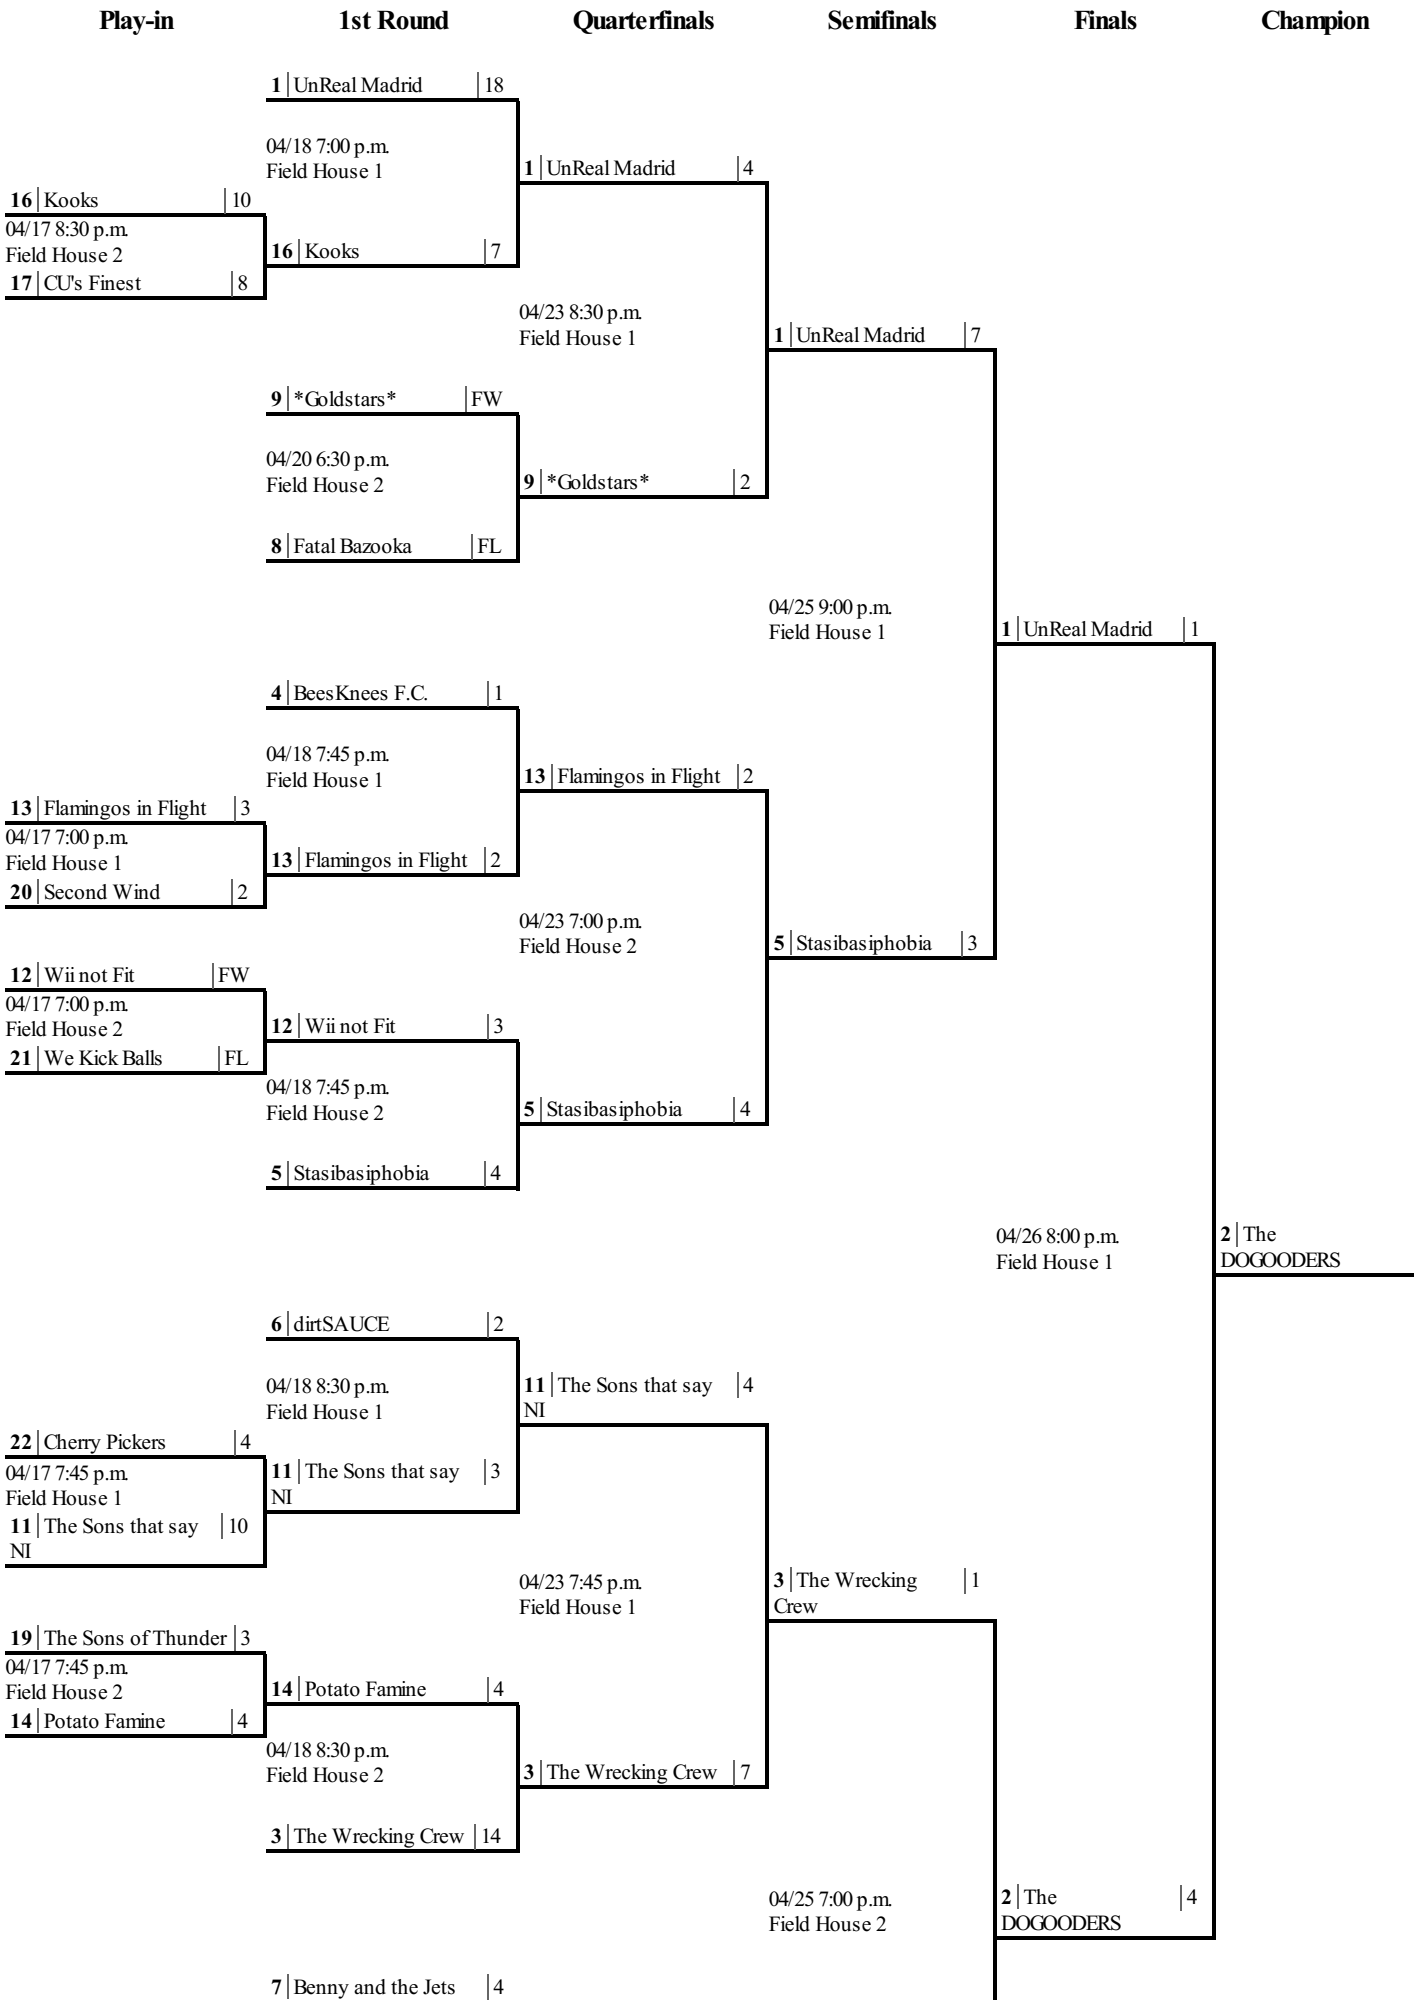 Play-in 1st Round Quarterfinals Semifinals Finals Champion
1 UnReal Madrid 18
04/18 7:00 p.m.
Field House 1
1 UnReal Madrid 4
16 Kooks 10
04/17 8:30 p.m.
Field House 2
16 Kooks 7
17 CU's Finest 8
04/23 8:30 p.m.
Field House 1
1 UnReal Madrid 7
9 *Goldstars* FW
04/20 6:30 p.m.
Field House 2
9 *Goldstars* 2
8 Fatal Bazooka FL
04/25 9:00 p.m.
Field House 1
1 UnReal Madrid 1
4 BeesKnees F.C. 1
04/18 7:45 p.m.
Field House 1
13 Flamingos in Flight 2
13 Flamingos in Flight 3
04/17 7:00 p.m.
Field House 1
13 Flamingos in Flight 2
20 Second Wind 2
04/23 7:00 p.m.
Field House 2
5 Stasibasiphobia 3
12 Wii not Fit FW
04/17 7:00 p.m.
Field House 2
12 Wii not Fit 3
21 We Kick Balls FL
04/18 7:45 p.m.
Field House 2
5 Stasibasiphobia 4
5 Stasibasiphobia 4
04/26 8:00 p.m.
Field House 1
2 The
DOGOODERS
6 dirtSAUCE 2
04/18 8:30 p.m.
Field House 1
11 The Sons that say 4
NI
22 Cherry Pickers 4
04/17 7:45 p.m.
Field House 1
11 The Sons that say 3
NI
11 The Sons that say 10
NI
04/23 7:45 p.m.
Field House 1
3 The Wrecking 1
Crew
19 The Sons of Thunder 3
04/17 7:45 p.m.
Field House 2
14 Potato Famine 4
14 Potato Famine 4
04/18 8:30 p.m.
Field House 2
3 The Wrecking Crew 7
3 The Wrecking Crew 14
04/25 7:00 p.m.
Field House 2
2 The 4
DOGOODERS
7 Benny and the Jets 4